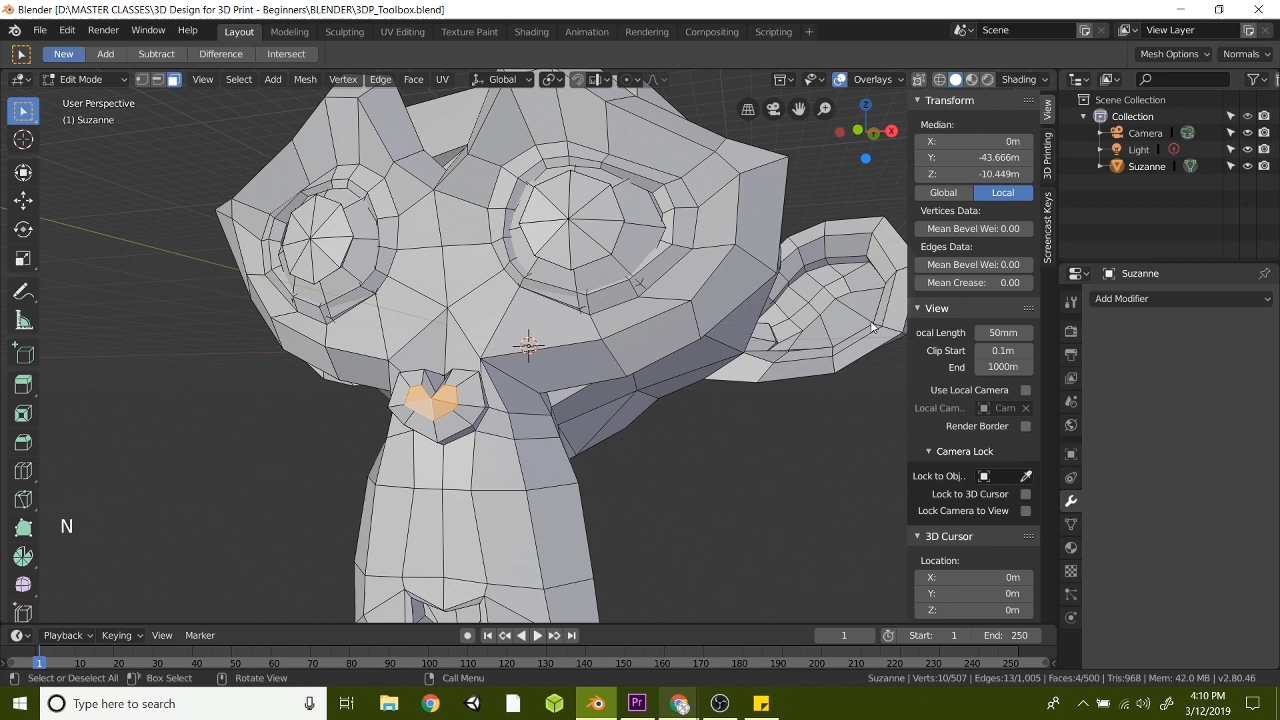 Blender [D:\MASTER CLASSES\3D Design for 3D Print - Beginners\BLENDER\3DP_Toolbox.blend]
File Edit Render Window Help Layout Modeling Sculpting UV Editing Texture Paint Shading Animation Rendering Compositing Scripting + Scene View Layer
New Add Subtract Difference Intersect Mesh Options Normals
Edit Mode View Select Add Mesh Vertex Edge Face UV Global Overlays Shading
User Perspective
(1) Suzanne
Z
Y
X
N
Transform
Median:
X: 0m
Y: -43.666m
Z: -10.449m
Global Local
Vertices Data:
Mean Bevel Wei: 0.00
Edges Data:
Mean Bevel Wei: 0.00
Mean Crease: 0.00
View
ocal Length 50mm
Clip Start 0.1m
End 1000m
Use Local Camera
Local Cam.. Cam
Render Border
Camera Lock
Lock to Obj..
Lock to 3D Cursor
Lock Camera to View
3D Cursor
Location:
X: 0m
Y: 0m
Z: 0m
View
3D Printing
Screencast Keys
Scene Collection
Collection
Camera
Light
Suzanne
Suzanne
Add Modifier
Playback Keying View Marker 1 Start: 1 End: 250
1 10 20 30 40 50 60 70 80 90 100 110 120 130 140 150 160 170 180 190 200 210 220 230 240 250
Select or Deselect All Box Select Rotate View Call Menu Suzanne | Verts:10/507 | Edges:13/1,005 | Faces:4/500 | Tris:968 | Mem: 42.0 MB | v2.80.46
Type here to search Pr 4:10 PM
3/12/2019